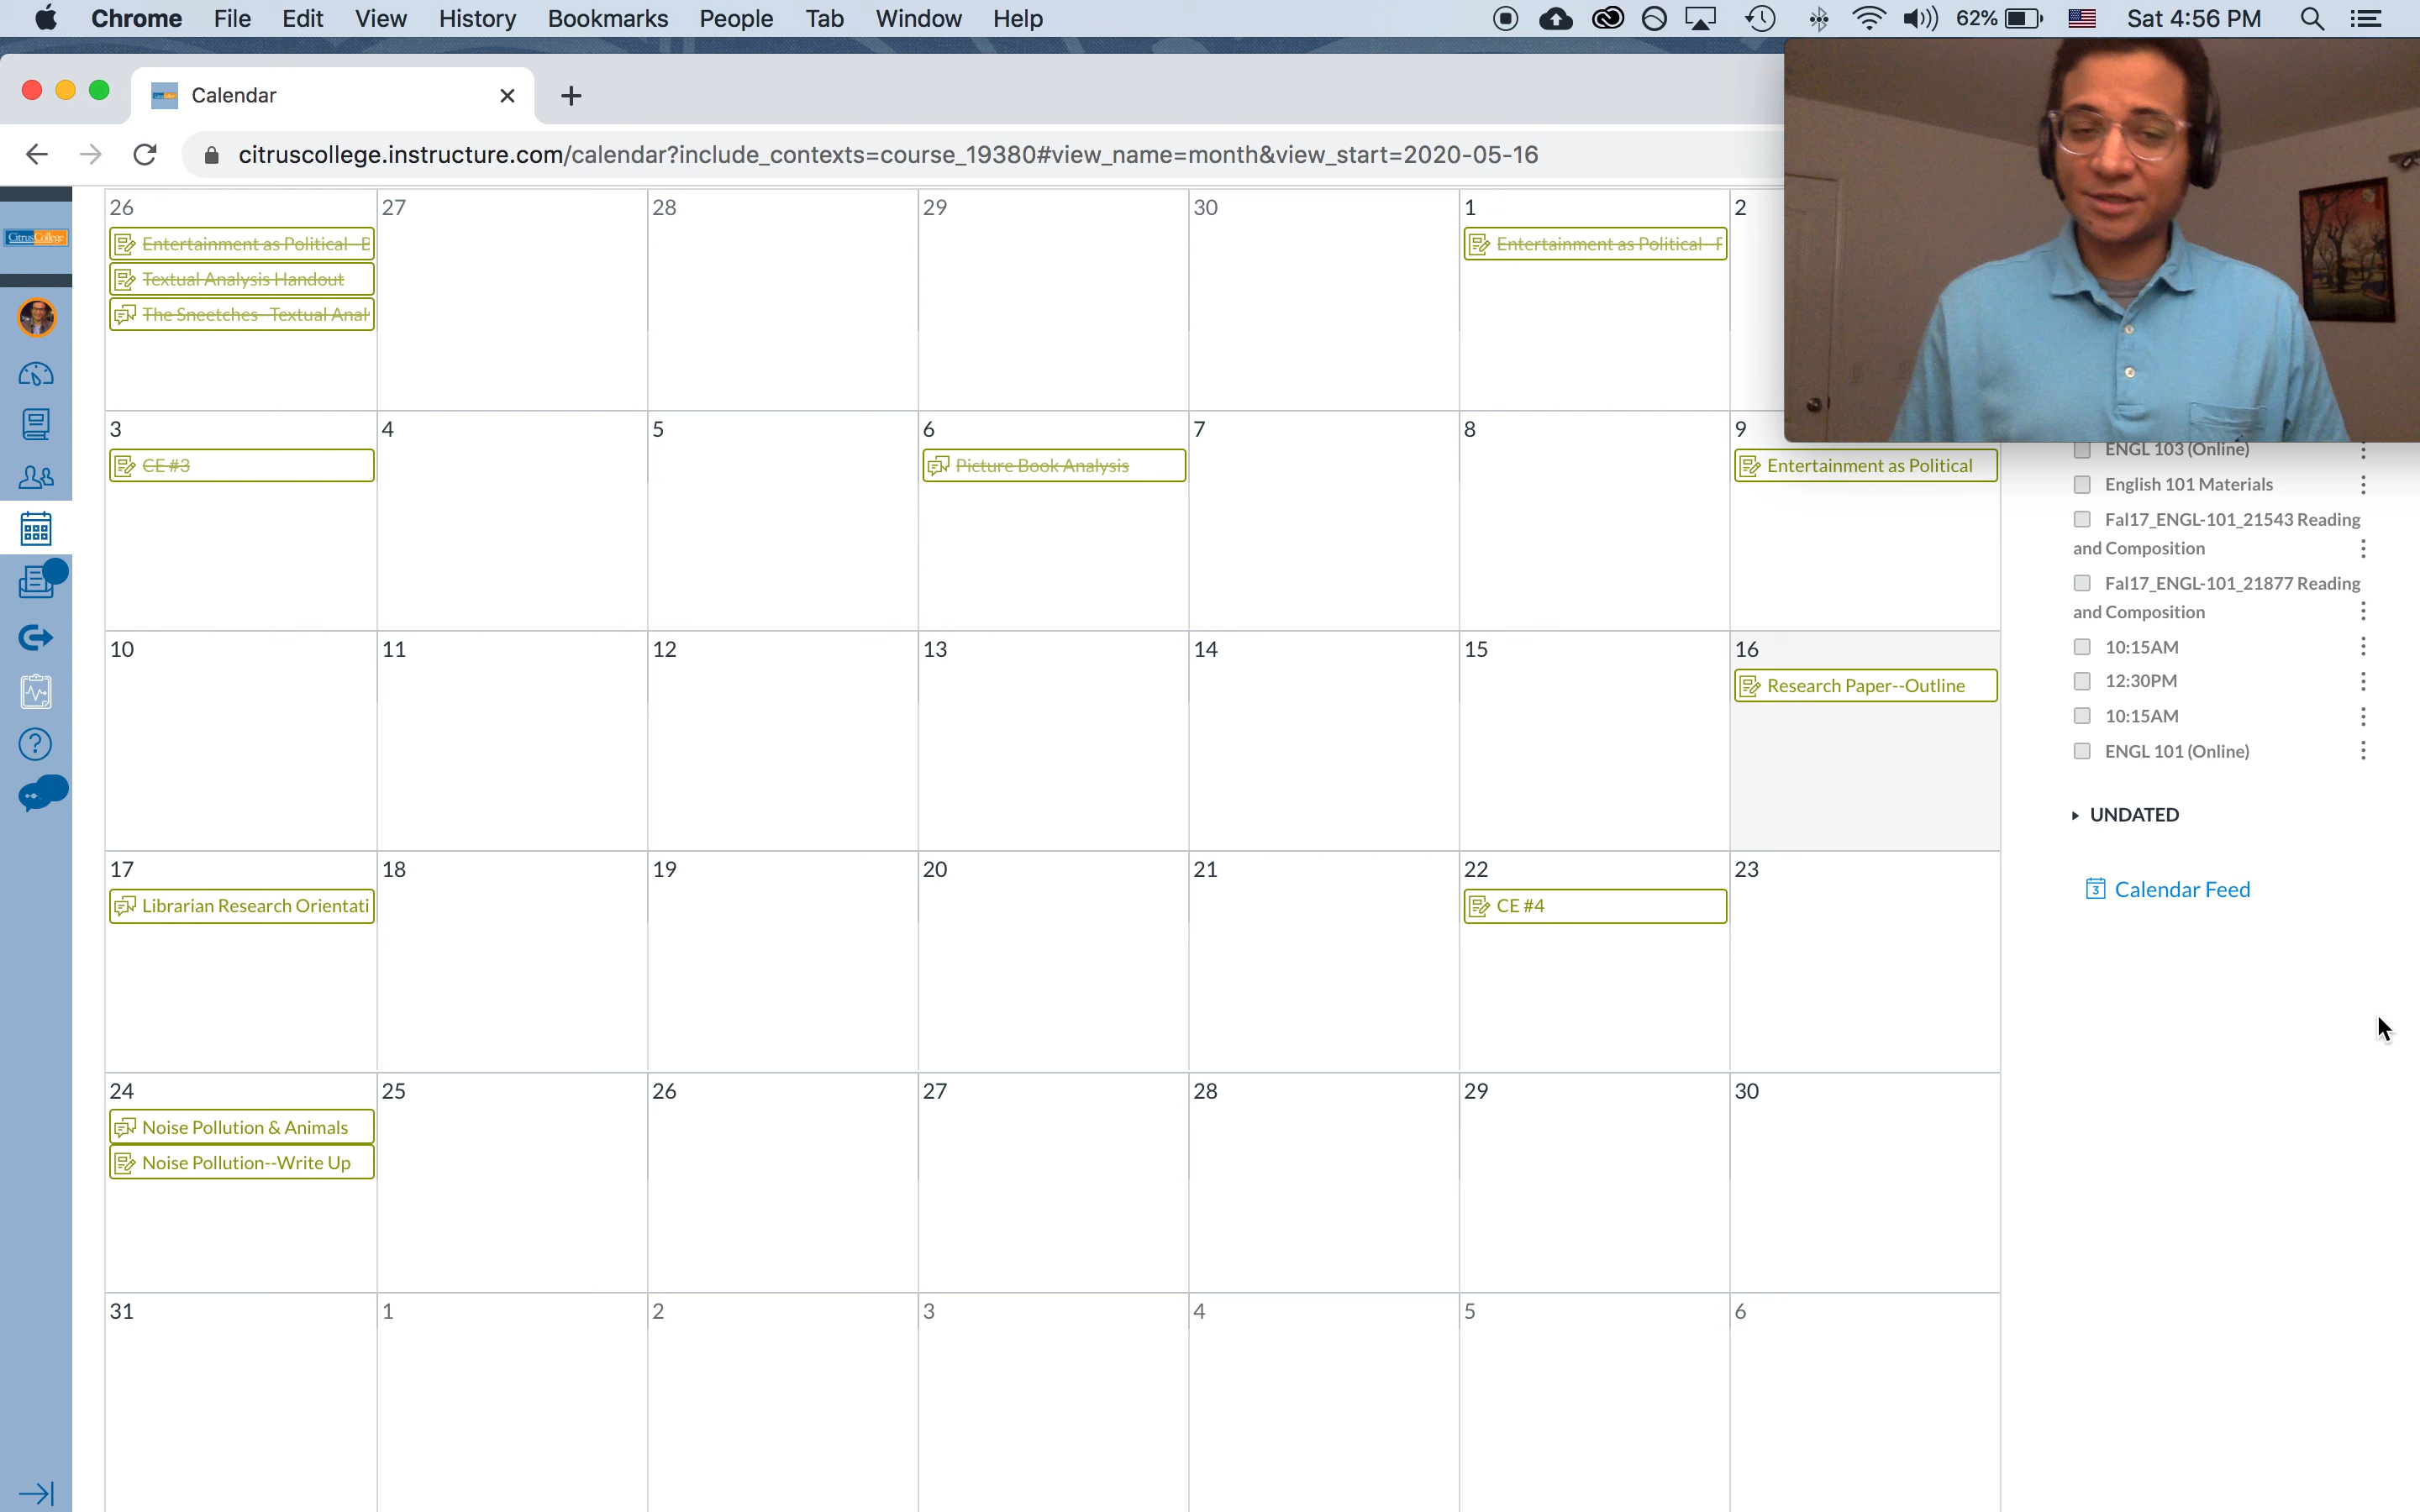 Chrome File Edit View History Bookmarks People Tab Window Help 62% Sat 4:56 PM
Calendar
citruscollege.instructure.com/calendar?include_contexts=course_19380#view_name=month&view_start=2020-05-16
Citrus College
26 27 28 29 30 1 2
Entertainment as Political--
Entertainment as Political--
Textual Analysis Handout
The Sneetches--Textual
3 4 5 6 7 8 9
CE #3
Picture Book Analysis
Entertainment as Political
10 11 12 13 14 15 16
Research Paper--Outline
17 18 19 20 21 22 23
Librarian Research Orientati
CE #4
24 25 26 27 28 29 30
Noise Pollution & Animals
Noise Pollution--Write Up
31 1 2 3 4 5 6
ENGL 103 (Online)
English 101 Materials
Fal17_ENGL-101_21543 Reading
and Composition
Fal17_ENGL-101_21877 Reading
and Composition
10:15AM
12:30PM
10:15AM
ENGL 101 (Online)
UNDATED
3 Calendar Feed